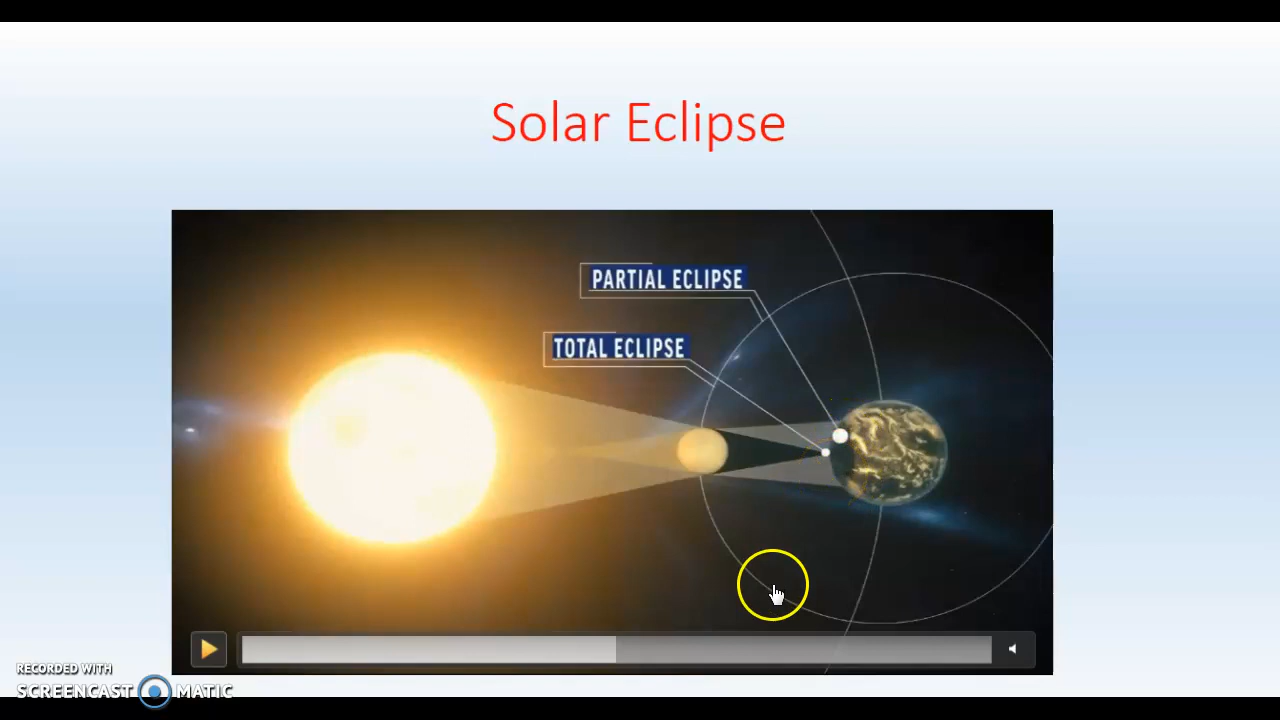 Solar Eclipse
PARTIAL ECLIPSE
TOTAL ECLIPSE
RECORDED WITH
SCREENCAST MATIC